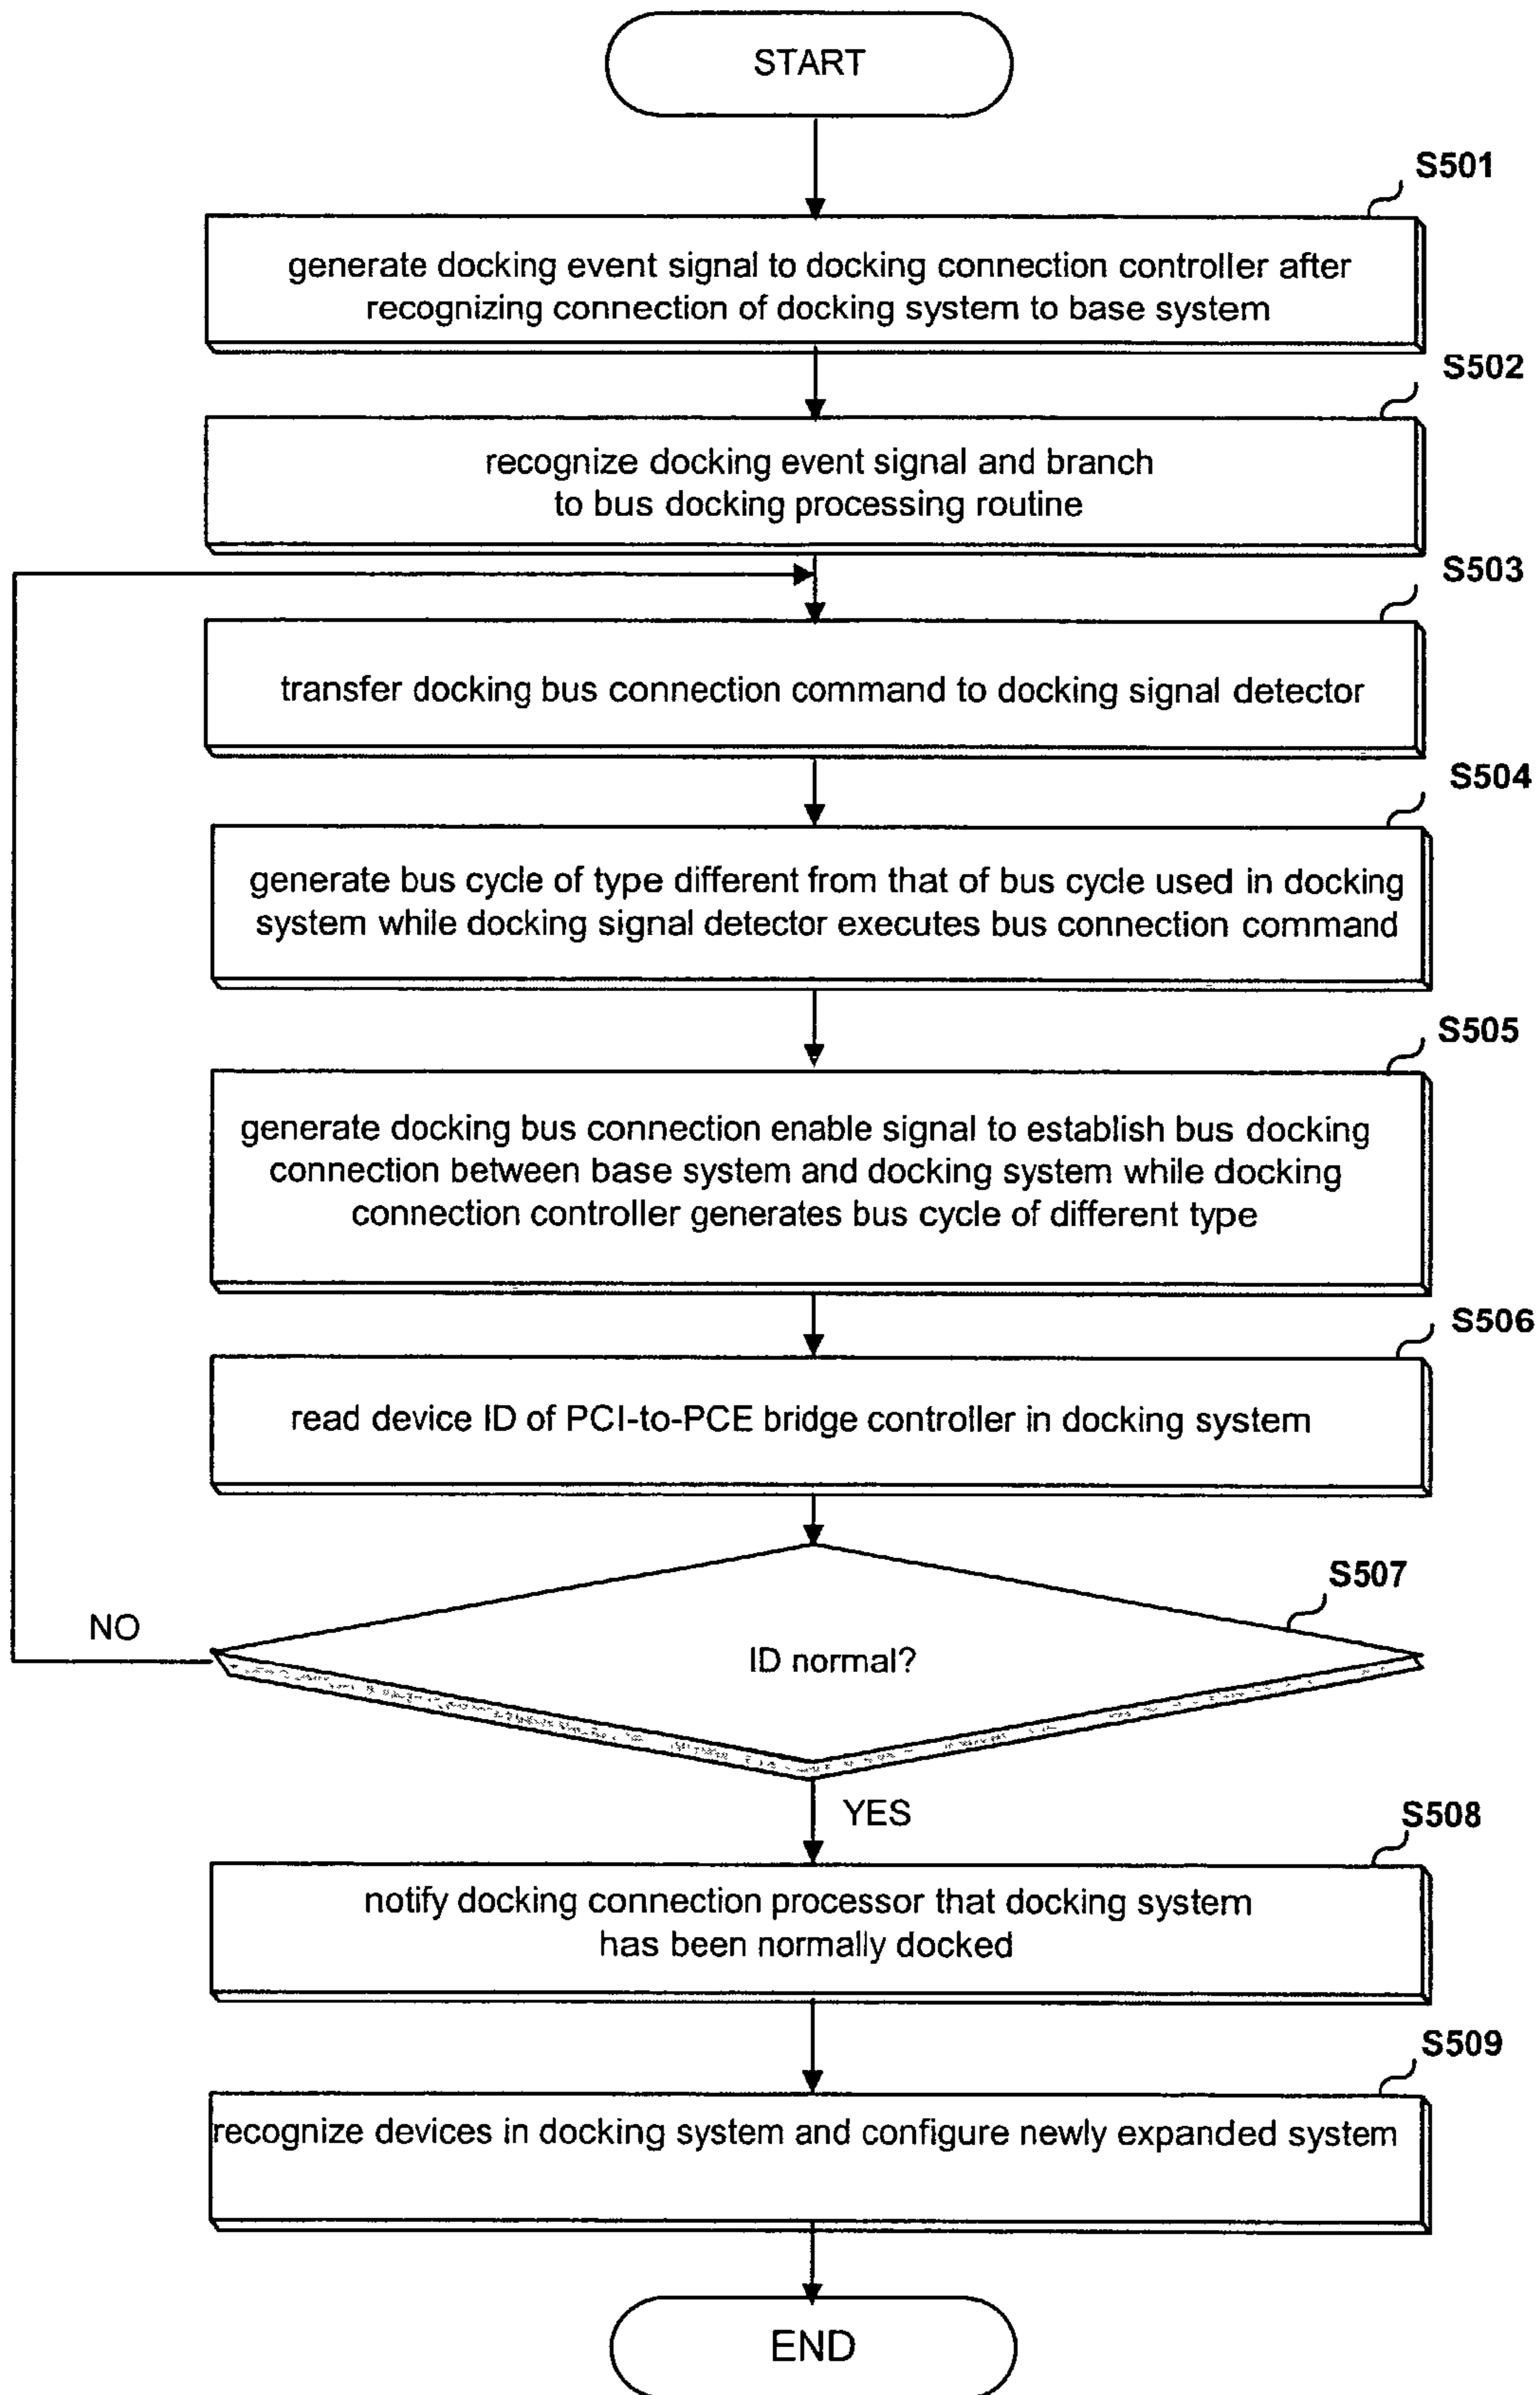 START
S501
generate docking event signal to docking connection controller after
recognizing connection of docking system to base system
S502
recognize docking event signal and branch
to bus docking processing routine
S503
transfer docking bus connection command to docking signal detector
S504
generate bus cycle of type different from that of bus cycle used in docking
system while docking signal detector executes bus connection command
S505
generate docking bus connection enable signal to establish bus docking
connection between base system and docking system while docking
connection controller generates bus cycle of different type
S506
read device ID of PCI-to-PCE bridge controller in docking system
S507
NO
ID normal?
YES
S508
notify docking connection processor that docking system
has been normally docked
S509
recognize devices in docking system and configure newly expanded system
END